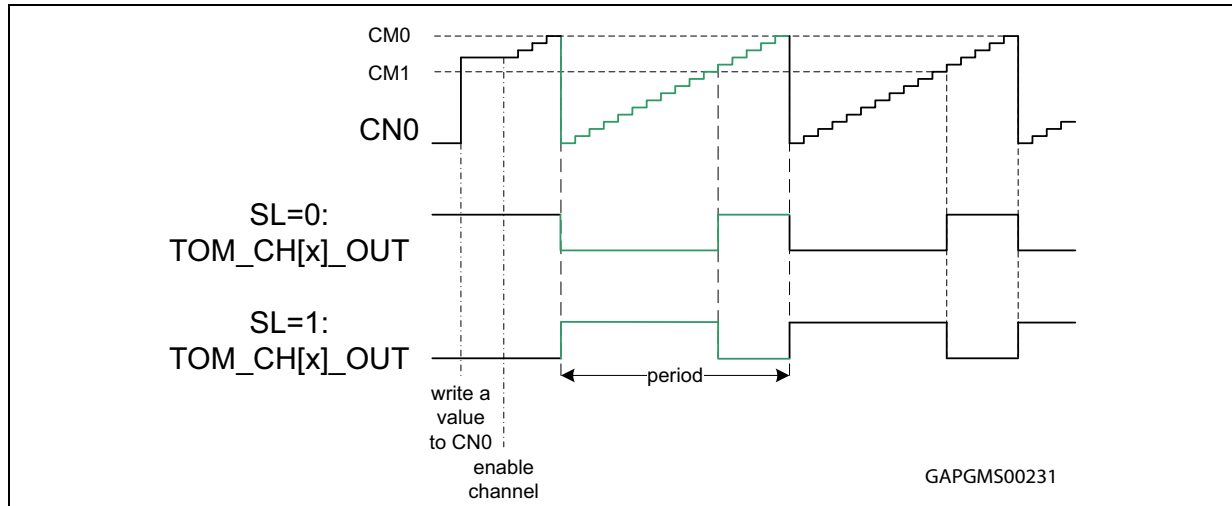 CM0
CM1
CN0
SL=0:
TOM_CH[x]_OUT
SL=1:
TOM_CH[x]_OUT
period
write a
value
to CN0
enable
channel
GAPGMS00231